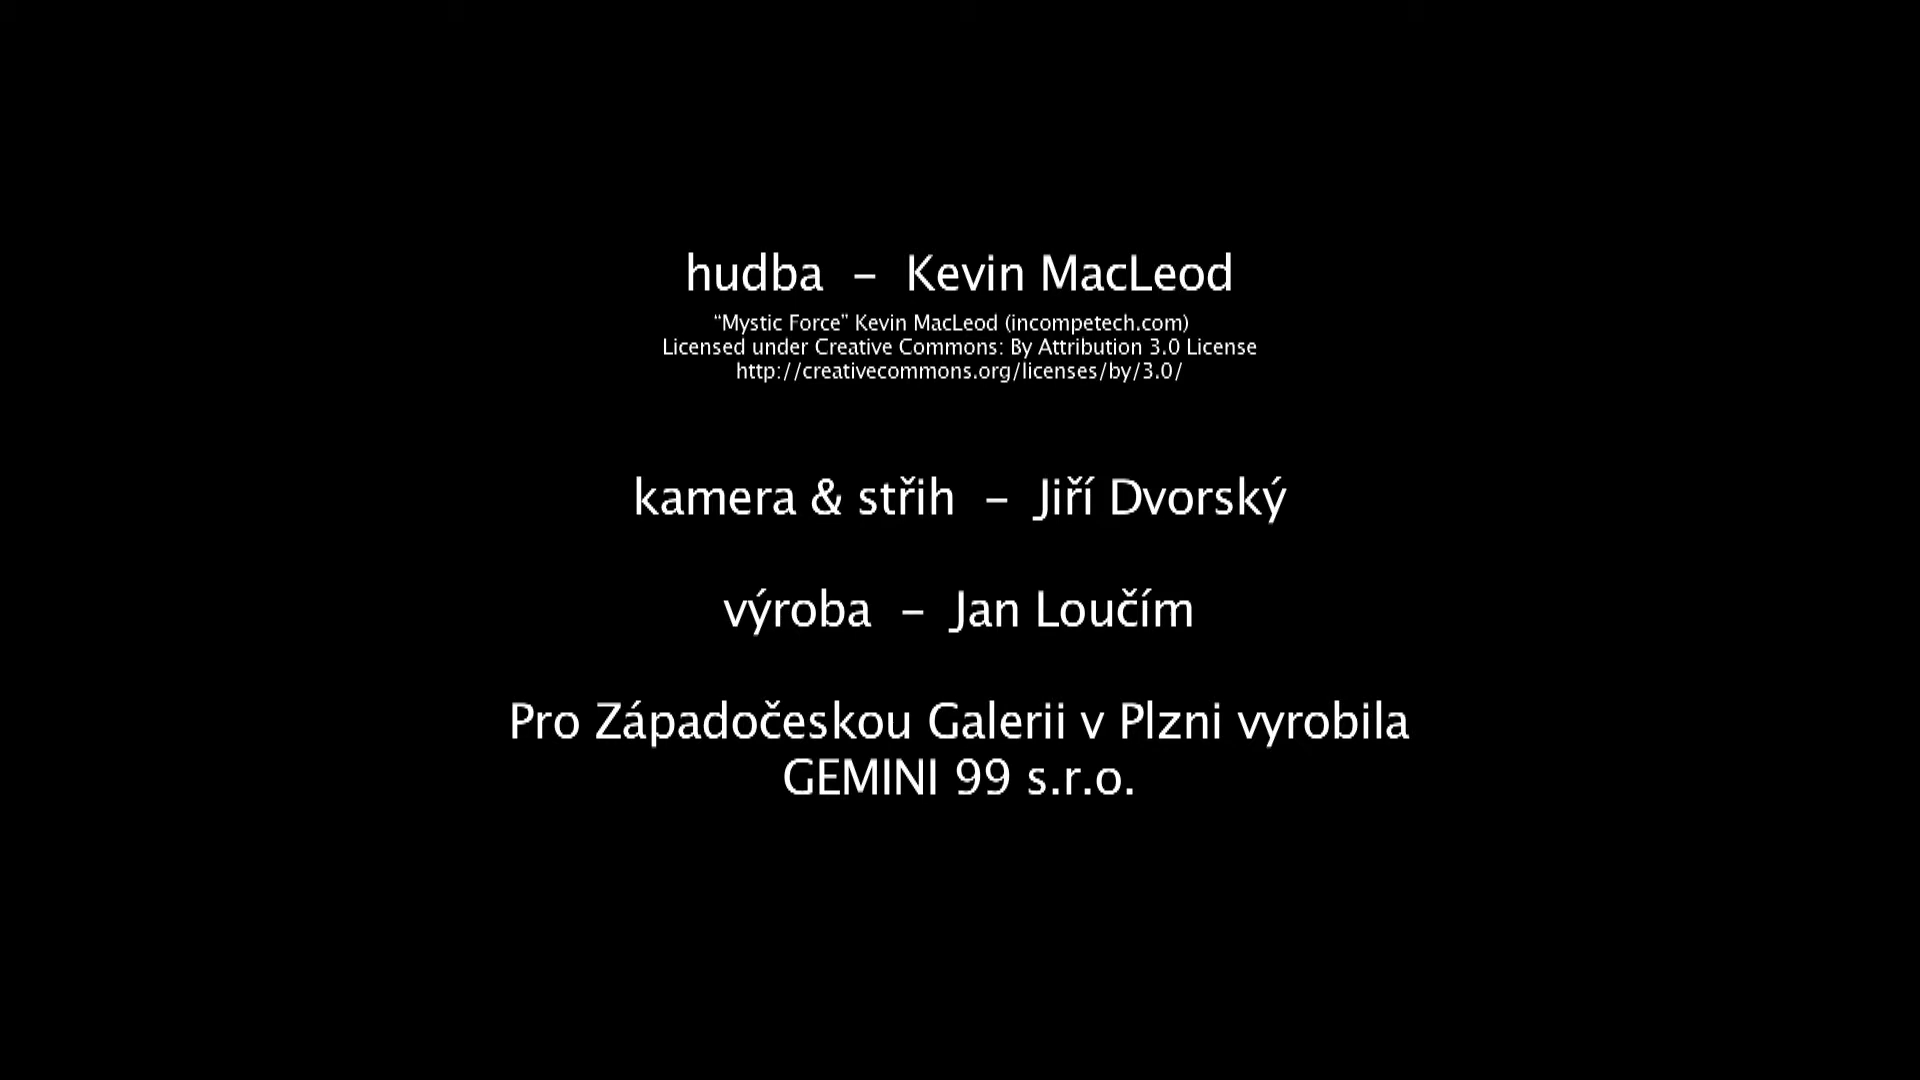 hudba – Kevin MacLeod
“Mystic Force” Kevin MacLeod (incompetech.com)
Licensed under Creative Commons: By Attribution 3.0 License
http://creativecommons.org/licenses/by/3.0/
kamera & střih – Jiří Dvorský
výroba – Jan Loučím
Pro Západočeskou Galerii v Plzni vyrobila
GEMINI 99 s.r.o.